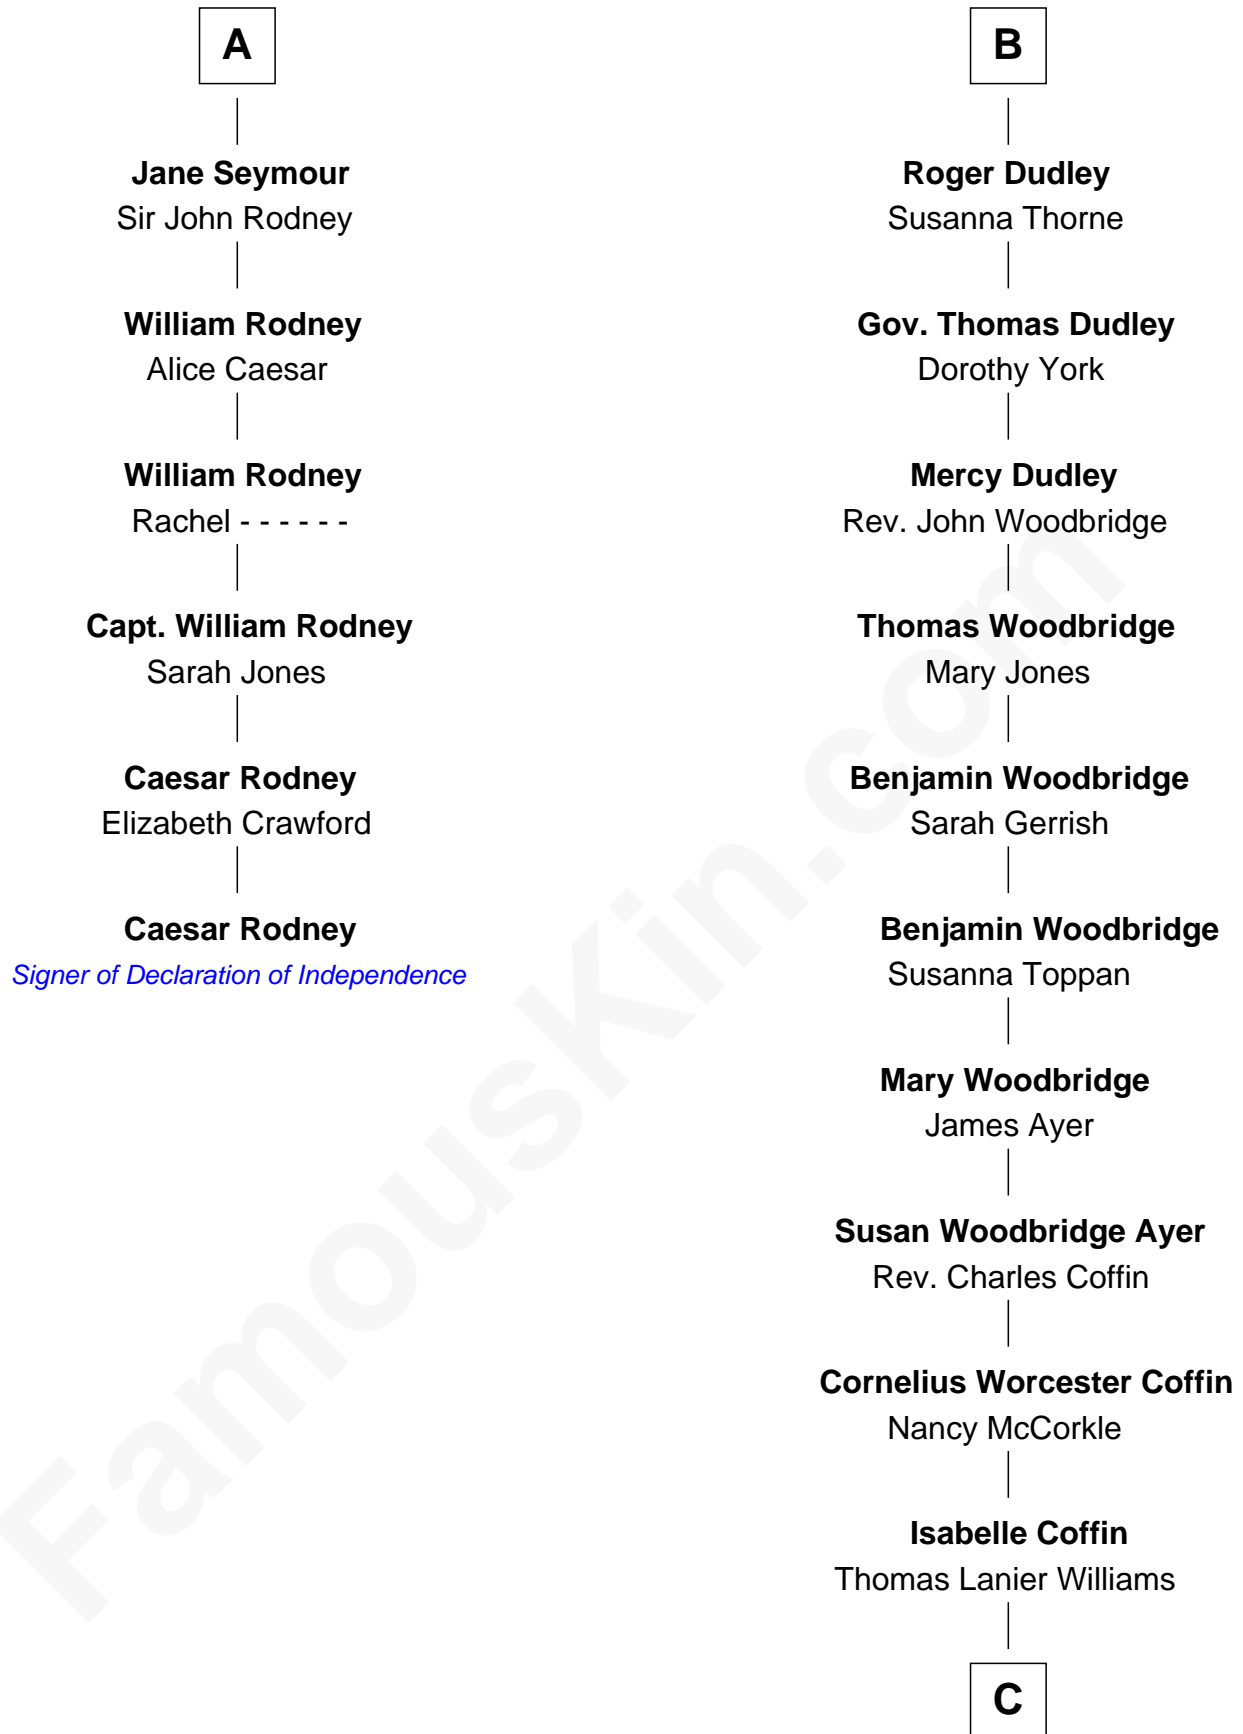 A
Jane Seymour
Sir John Rodney
William Rodney
Alice Caesar
William Rodney
Rachel - - - - - -
Capt. William Rodney
Sarah Jones
Caesar Rodney
Elizabeth Crawford
Caesar Rodney
Signer of Declaration of Independence
B
Roger Dudley
Susanna Thorne
Gov. Thomas Dudley
Dorothy York
Mercy Dudley
Rev. John Woodbridge
Thomas Woodbridge
Mary Jones
Benjamin Woodbridge
Sarah Gerrish
Benjamin Woodbridge
Susanna Toppan
Mary Woodbridge
James Ayer
Susan Woodbridge Ayer
Rev. Charles Coffin
Cornelius Worcester Coffin
Nancy McCorkle
Isabelle Coffin
Thomas Lanier Williams
C
FamousKin.com